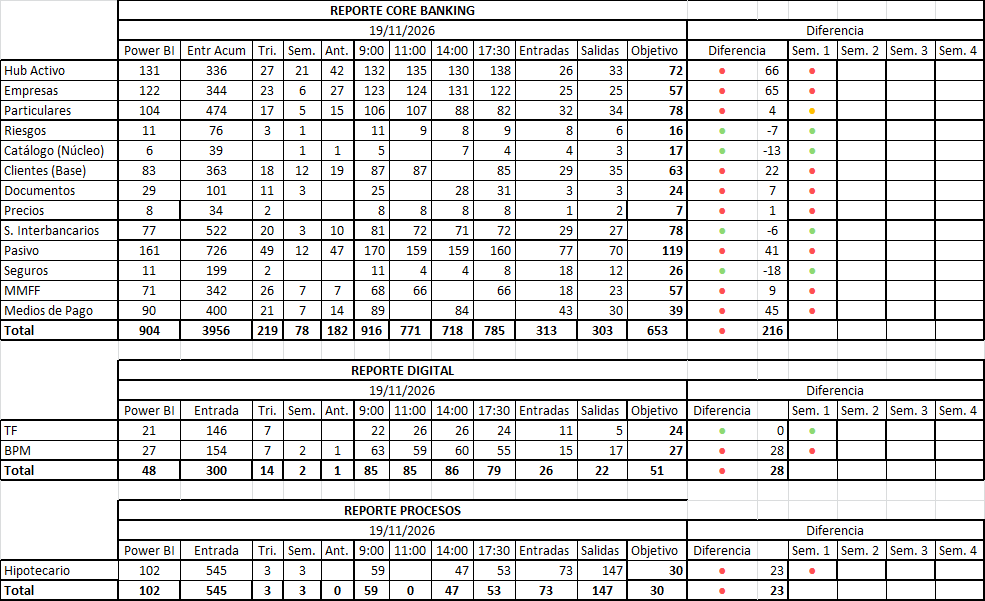 REPORTE CORE BANKING
19/11/2026 Diferencia
Power BI Entr Acum Tri. Sem. Ant. 9:00 11:00 14:00 17:30 Entradas Salidas Objetivo Diferencia Sem. 1 Sem. 2 Sem. 3 Sem. 4
Hub Activo 131 336 27 21 42 132 135 130 138 26 33 72 66
Empresas 122 344 23 6 27 123 124 131 122 25 25 57 65
Particulares 104 474 17 5 15 106 107 88 82 32 34 78 4
Riesgos 11 76 3 1 11 9 8 9 8 6 16 -7
Catálogo (Núcleo) 6 39 1 1 5 7 4 4 3 17 -13
Clientes (Base) 83 363 18 12 19 87 87 85 29 35 63 22
Documentos 29 101 11 3 25 28 31 3 3 24 7
Precios 8 34 2 8 8 8 8 1 2 7 1
S. Interbancarios 77 522 20 3 10 81 72 71 72 29 27 78 -6
Pasivo 161 726 49 12 47 170 159 159 160 77 70 119 41
Seguros 11 199 2 11 4 4 8 18 12 26 -18
MMFF 71 342 26 7 7 68 66 66 18 23 57 9
Medios de Pago 90 400 21 7 14 89 84 43 30 39 45
Total 904 3956 219 78 182 916 771 718 785 313 303 653 216
REPORTE DIGITAL
19/11/2026 Diferencia
Power BI Entrada Tri. Sem. Ant. 9:00 11:00 14:00 17:30 Entradas Salidas Objetivo Diferencia Sem. 1 Sem. 2 Sem. 3 Sem. 4
TF 21 146 7 22 26 26 24 11 5 24 0
BPM 27 154 7 2 1 63 59 60 55 15 17 27 28
Total 48 300 14 2 1 85 85 86 79 26 22 51 28
REPORTE PROCESOS
19/11/2026 Diferencia
Power BI Entrada Tri. Sem. Ant. 9:00 11:00 14:00 17:30 Entradas Salidas Objetivo Diferencia Sem. 1 Sem. 2 Sem. 3 Sem. 4
Hipotecario 102 545 3 3 59 47 53 73 147 30 23
Total 102 545 3 3 0 59 0 47 53 73 147 30 23